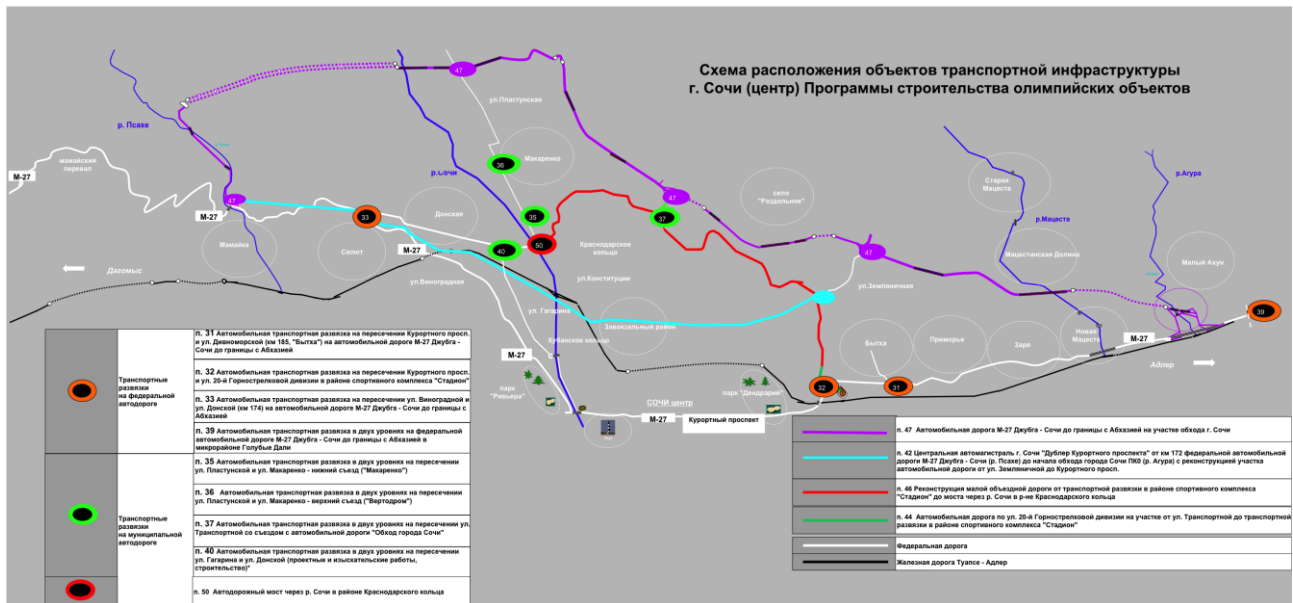 Схема расположения объектов транспортной инфраструктуры
г. Сочи (центр) Программы строительства олимпийских объектов
47
ул.Пластунская
р. Псаха
36
Макаренко
мамайский
перевал
М-27
р.Сочи
Старая
Мацеста
р.Агура
47
село
"Раздольное"
47
М-27
33
Донская
35
37
р.Мацеста
40
50
Краснодарское
кольцо
47
Мамайка
Салют
М-27
Мацестинская Долина
Малый Ахун
Дагомыс
ул.Виноградная
ул.Конституции
ул.Земляничная
ул. Гагарина
Завокзальный район
39
Кубанское кольцо
Бытха
Приморье
Заря
Новая
Мацеста
М-27
Адлер
М-27
парк
"Ривьера"
СОЧИ центр
парк "Дендрарий"
32
31
М-27
Курортный проспект
Транспортные
развязки
на федеральной
автодороге
п. 31 Автомобильная транспортная развязка на пересечении Курортного просп.
и ул. Дивноморской (км 185, "Бытха") на автомобильной дороге М-27 Джубга -
Сочи до границы с Абхазией
п. 32 Автомобильная транспортная развязка на пересечении Курортного просп.
и ул. 20-й Горнострелковой дивизии в районе спортивного комплекса "Стадион"
п. 33 Автомобильная транспортная развязка на пересечении ул. Виноградной и
ул. Донской (км 174) на автомобильной дороге М-27 Джубга - Сочи до границы с
Абхазией
п. 39 Автомобильная транспортная развязка в двух уровнях на федеральной
автомобильной дороге М-27 Джубга - Сочи до границы с Абхазией в
микрорайоне Голубые Дали
Транспортные
развязки
на муниципальной
автодороге
п. 35 Автомобильная транспортная развязка в двух уровнях на пересечении
ул. Пластунской и ул. Макаренко - нижний съезд ("Макаренко")
п. 36 Автомобильная транспортная развязка в двух уровнях на пересечении
ул. Пластунской и ул. Макаренко - верхний съезд ("Вертодром")
п. 37 Автомобильная транспортная развязка в двух уровнях на пересечении ул.
Транспортной со съездом с автомобильной дороги "Обход города Сочи"
п. 40 Автомобильная транспортная развязка в двух уровнях на пересечении
ул. Гагарина и ул. Донской (проектные и изыскательские работы,
строительство)"
п. 50 Автодорожный мост через р. Сочи в районе Краснодарского кольца
п. 47 Автомобильная дорога М-27 Джубга - Сочи до границы с Абхазией на участке обхода г. Сочи
п. 42 Центральная автомагистраль г. Сочи "Дублер Курортного проспекта" от км 172 федеральной автомобильной
дороги М-27 Джубга - Сочи (р. Псахе) до начала обхода города Сочи ПК0 (р. Агура) с реконструкцией участка
автомобильной дороги от ул. Земляничной до Курортного просп.
п. 46 Реконструкция малой объездной дороги от транспортной развязки в районе спортивного комплекса
"Стадион" до моста через р. Сочи в р-не Краснодарского кольца
п. 44 Автомобильная дорога по ул. 20-й Горнострелковой дивизии на участке от ул. Транспортной до транспортной
развязки в районе спортивного комплекса "Стадион"
Федеральная дорога
Железная дорога Туапсе - Адлер